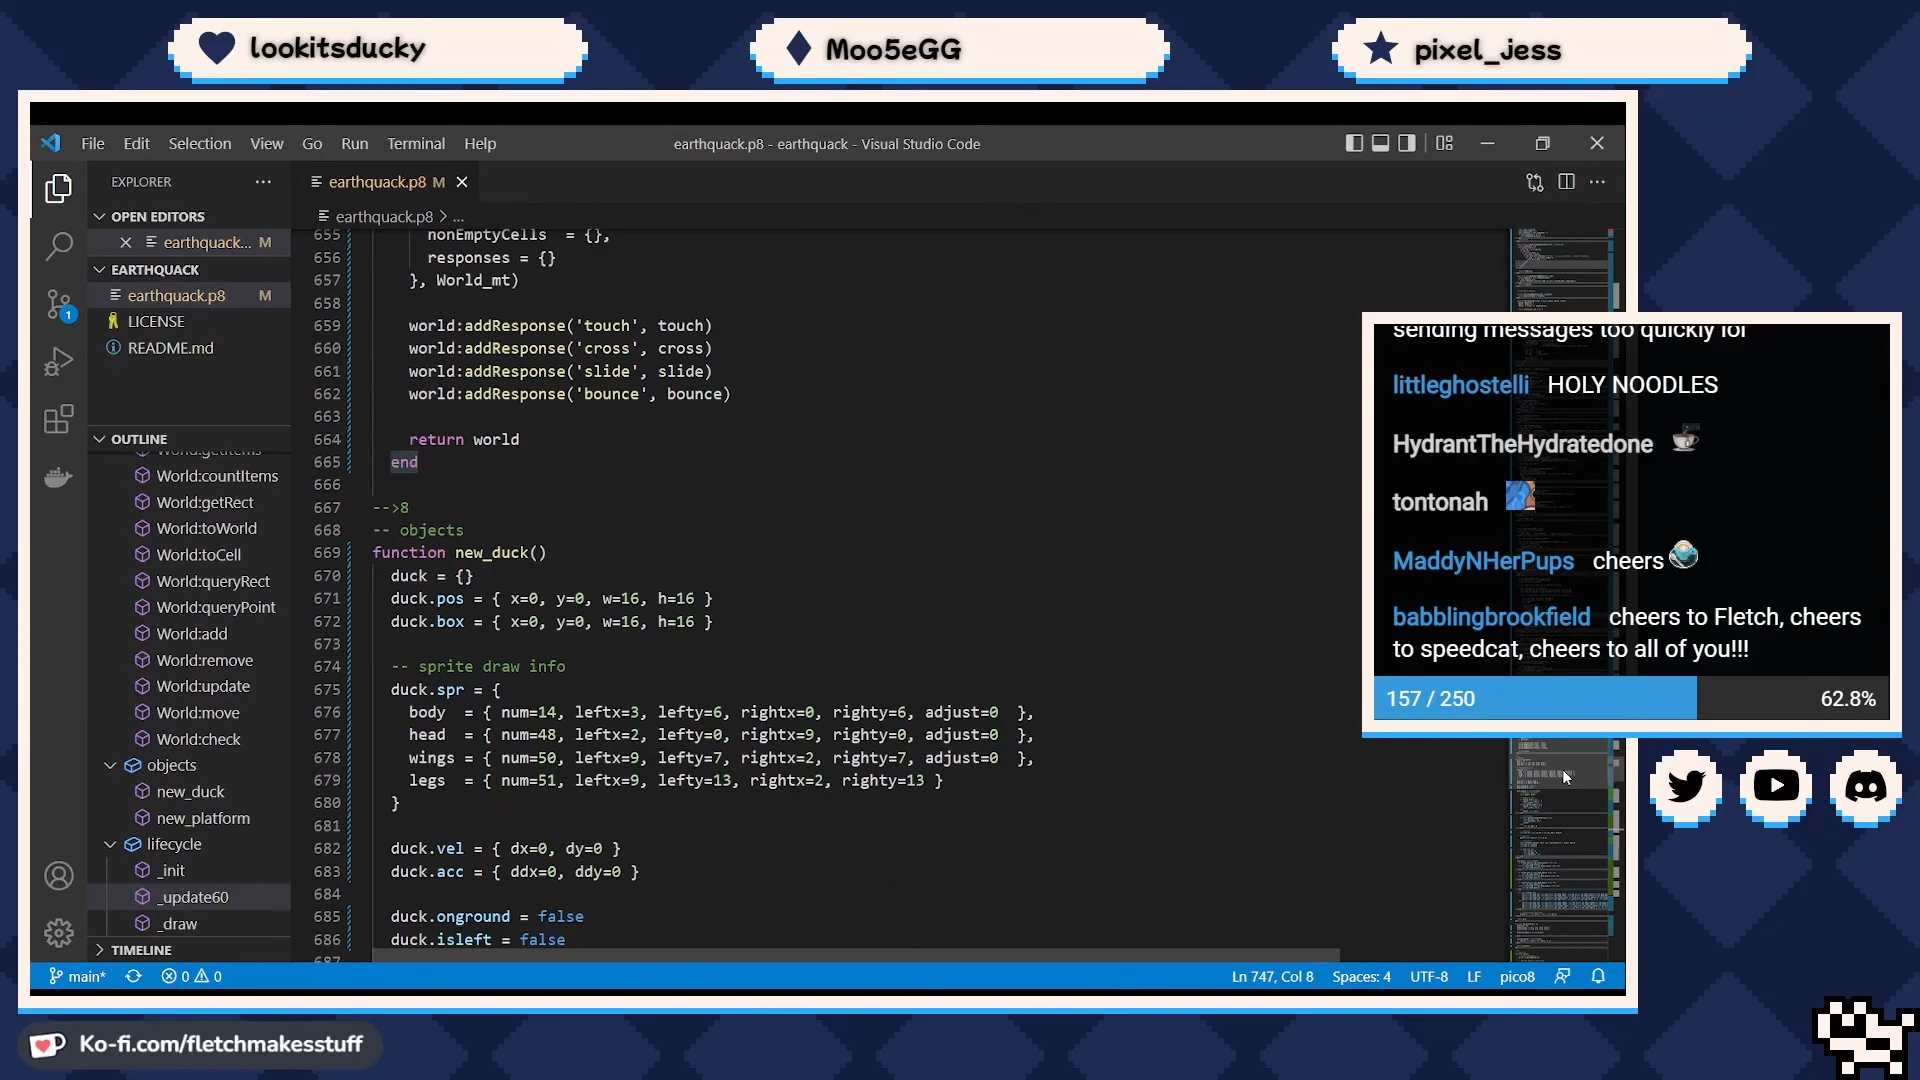 lookitsducky
Moo5eGG
pixel_jess
File Edit Selection View Go Run Terminal Help
earthquack.p8 - earthquack - Visual Studio Code
EXPLORER
earthquack.p8 M
OPEN EDITORS
earthquack.p8 > ...
earthquack... M
EARTHQUACK
earthquack.p8 M
1
LICENSE
README.md
OUTLINE
World:getItems
World:countItems
World:getRect
World:toWorld
World:toCell
World:queryRect
World:queryPoint
World:add
World:remove
World:update
World:move
World:check
objects
new_duck
new_platform
lifecycle
_init
_update60
_draw
TIMELINE
655 nonEmptyCells = {},
656 responses = {}
657 }, World_mt)
658
659 world:addResponse('touch', touch)
660 world:addResponse('cross', cross)
661 world:addResponse('slide', slide)
662 world:addResponse('bounce', bounce)
663
664 return world
665 end
666
667 -->8
668 -- objects
669 function new_duck()
670 duck = {}
671 duck.pos = { x=0, y=0, w=16, h=16 }
672 duck.box = { x=0, y=0, w=16, h=16 }
673
674 -- sprite draw info
675 duck.spr = {
676 body = { num=14, leftx=3, lefty=6, rightx=0, righty=6, adjust=0 },
677 head = { num=48, leftx=2, lefty=0, rightx=9, righty=0, adjust=0 },
678 wings = { num=50, leftx=9, lefty=7, rightx=2, righty=7, adjust=0 },
679 legs = { num=51, leftx=9, lefty=13, rightx=2, righty=13 }
680 }
681
682 duck.vel = { dx=0, dy=0 }
683 duck.acc = { ddx=0, ddy=0 }
684
685 duck.onground = false
686 duck.isleft = false
687
main* 0 0
Ln 747, Col 8 Spaces: 4 UTF-8 LF pico8
sending messages too quickly lol
littleghostelli HOLY NOODLES
HydrantTheHydratedone
tontonah
MaddyNHerPups cheers
babblingbrookfield cheers to Fletch, cheers
to speedcat, cheers to all of you!!!
157 / 250 62.8%
Ko-fi.com/fletchmakesstuff